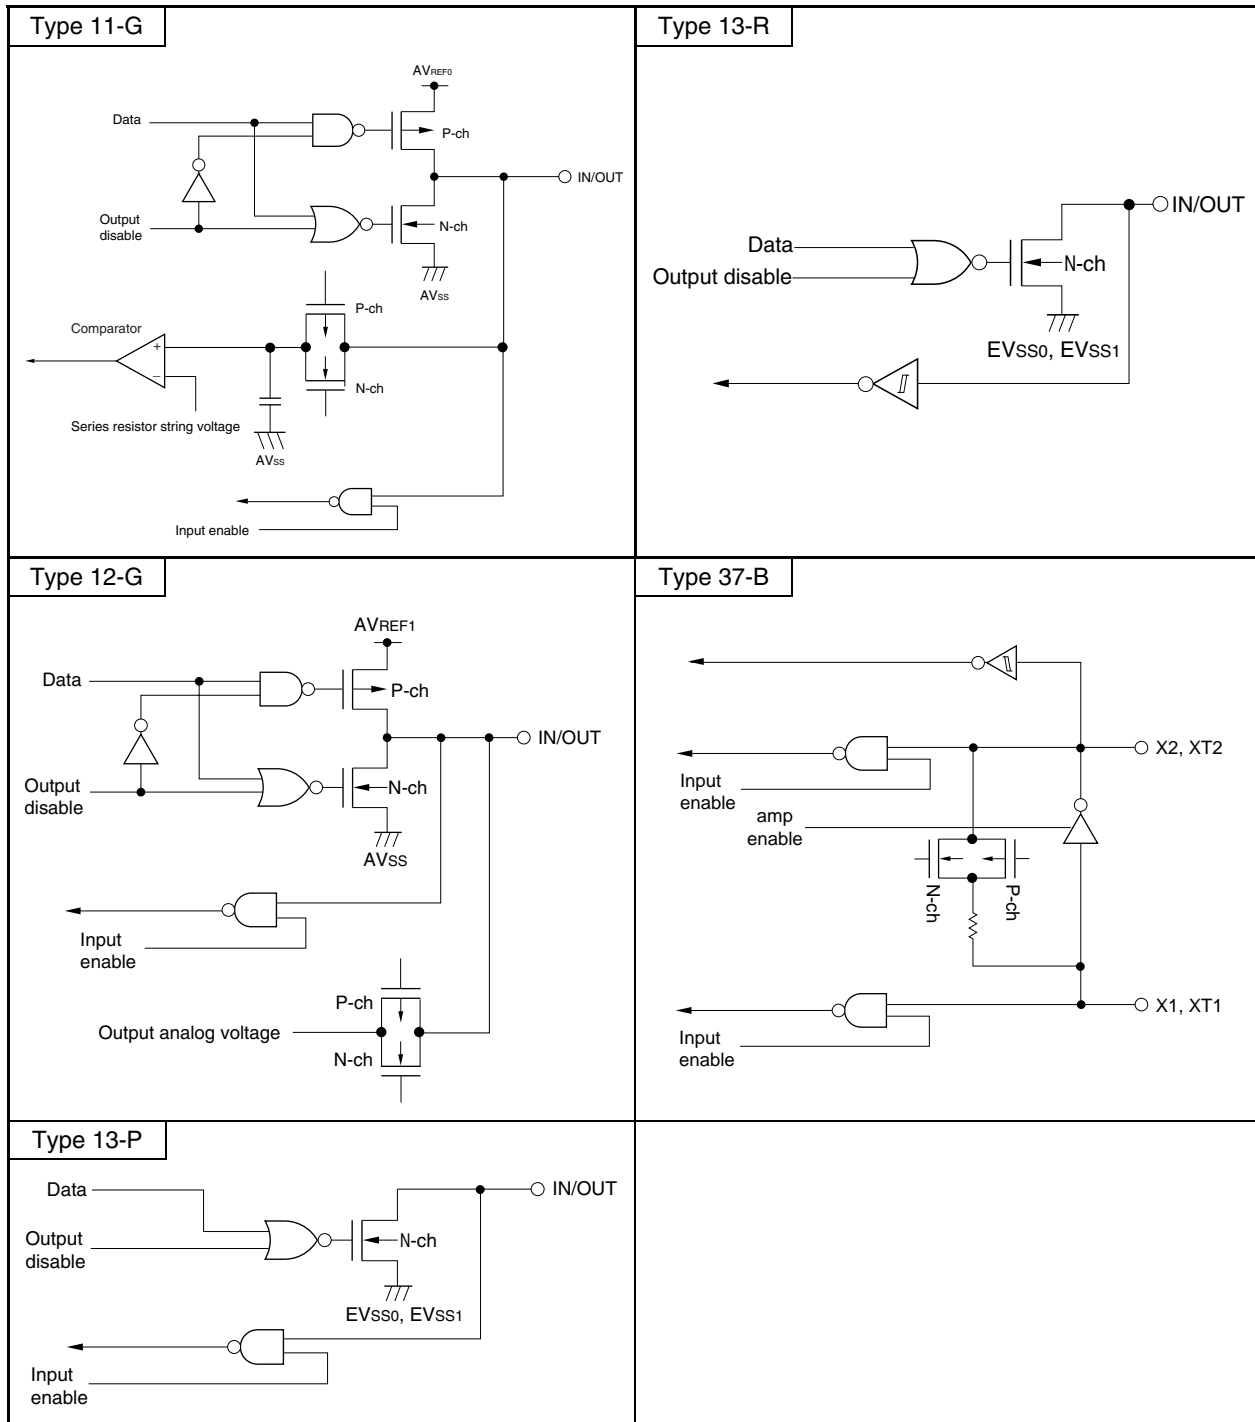 Type 11-G
AVREF0
Data
P-ch
IN/OUT
Output
disable
N-ch
AVSS
P-ch
Comparator
+
−
N-ch
Series resistor string voltage
AVSS
Input enable
Type 13-R
IN/OUT
Data
Output disable
N-ch
EVSS0, EVSS1
Type 12-G
AVREF1
Data
P-ch
IN/OUT
Output
disable
N-ch
AVSS
Input
enable
P-ch
Output analog voltage
N-ch
Type 37-B
X2, XT2
Input
enable
amp
enable
N-ch
P-ch
X1, XT1
Input
enable
Type 13-P
Data
IN/OUT
Output
disable
N-ch
EVSS0, EVSS1
Input
enable